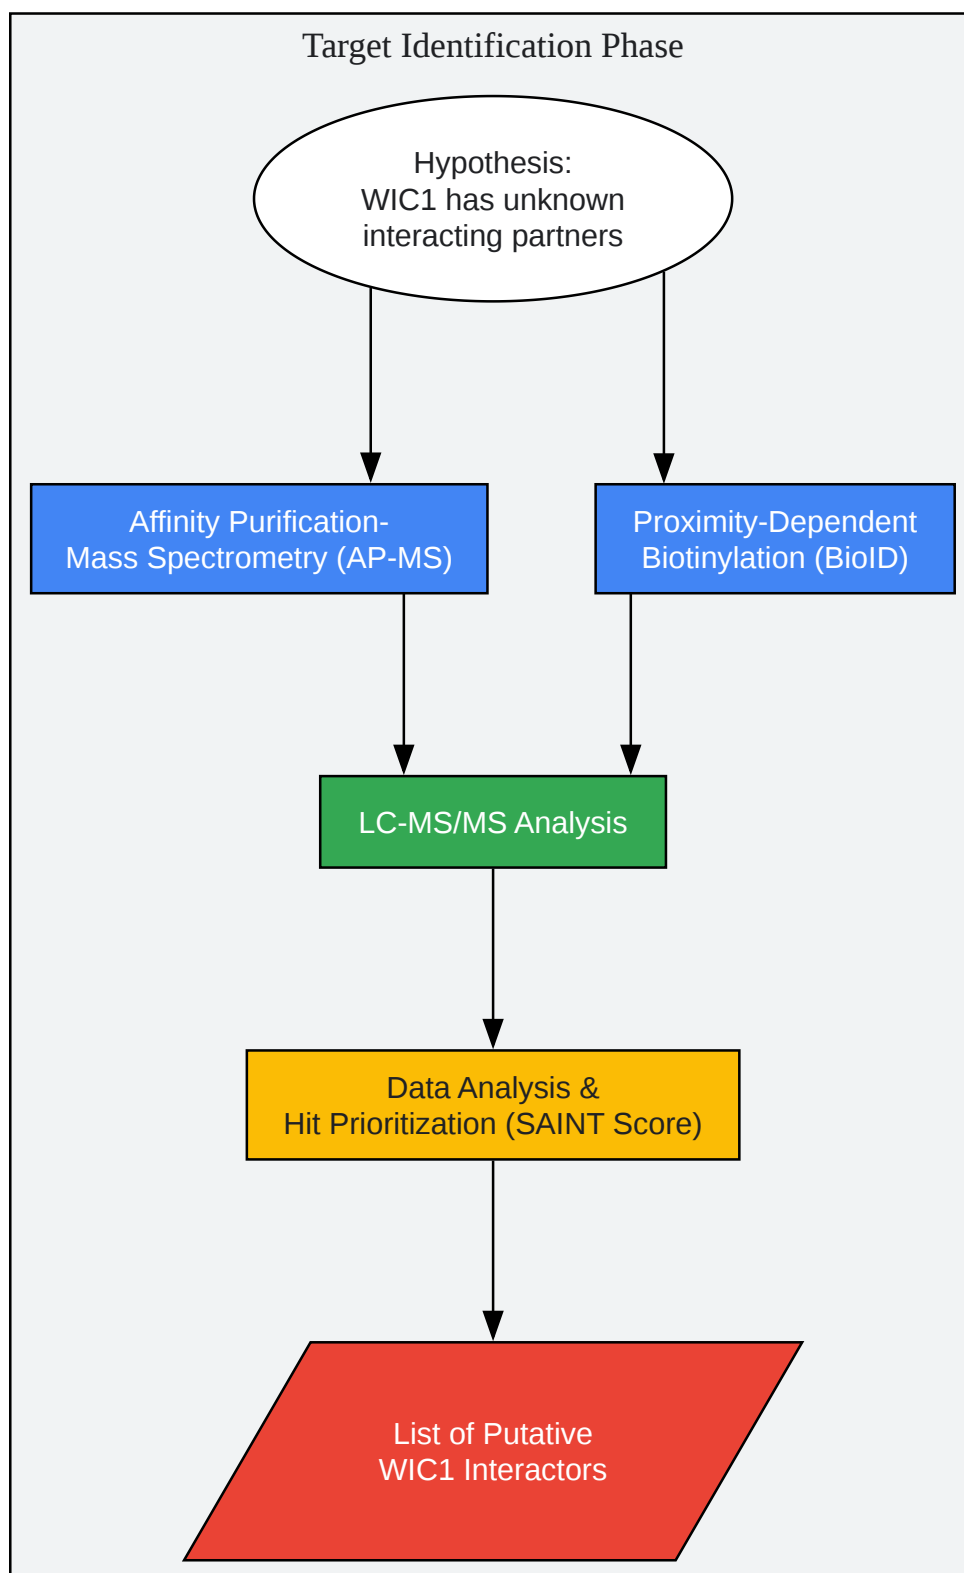 Target Identification Phase
Hypothesis:
WIC1 has unknown
interacting partners
Affinity Purification-
Mass Spectrometry (AP-MS)
Proximity-Dependent
Biotinylation (BioID)
LC-MS/MS Analysis
Data Analysis &
Hit Prioritization (SAINT Score)
List of Putative
WIC1 Interactors